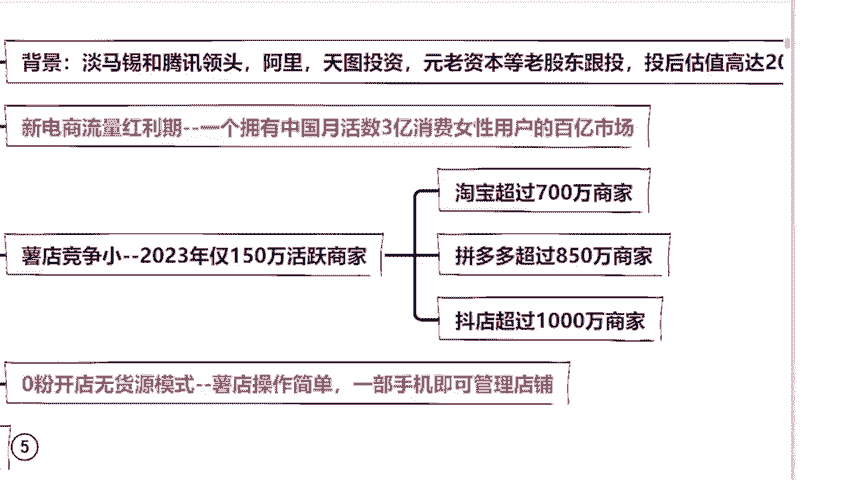 背景：淡马锡和腾讯领头，阿里，天图投资，元老资本等老股东跟投，投后估值高达20
新电商流量红利期--一个拥有中国月活数3亿消费女性用户的百亿市场
淘宝超过700万商家
薯店竞争小--2023年仅150万活跃商家
拼多多超过850万商家
抖店超过1000万商家
0粉开店无货源模式--薯店操作简单，一部手机即可管理店铺
5